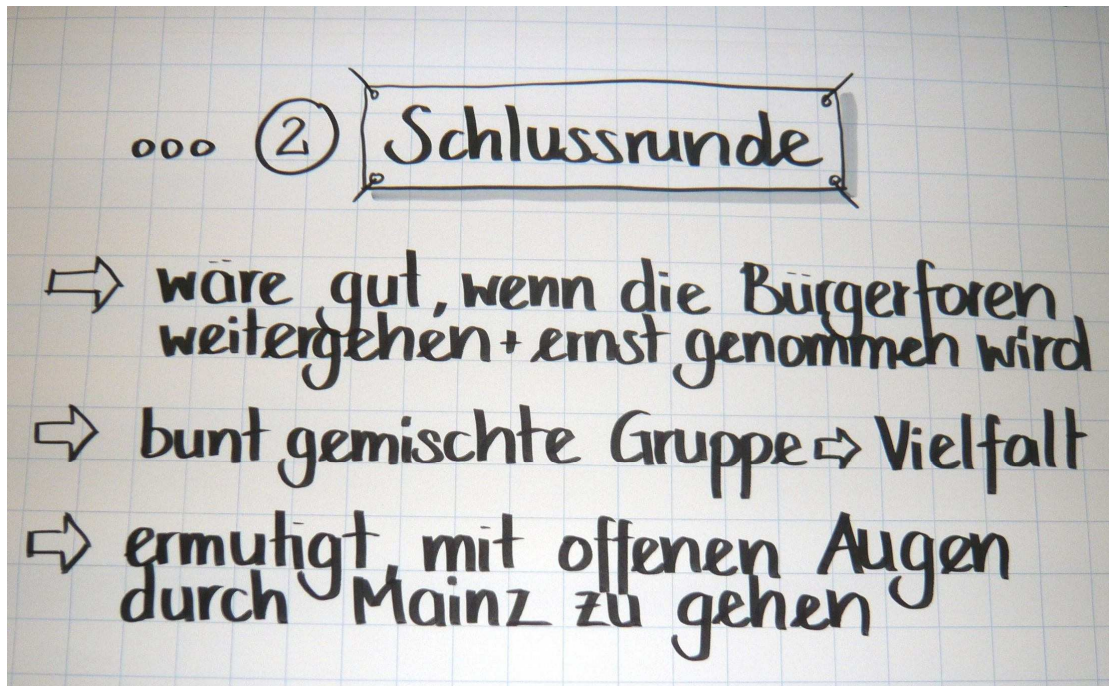 ooo ② Schlussrunde
⇨ wäre gut, wenn die Bürgerforen
weitergehen + ernst genommen wird
⇨ bunt gemischte Gruppe ⇨ Vielfalt
⇨ ermutigt, mit offenen Augen
durch Mainz zu gehen